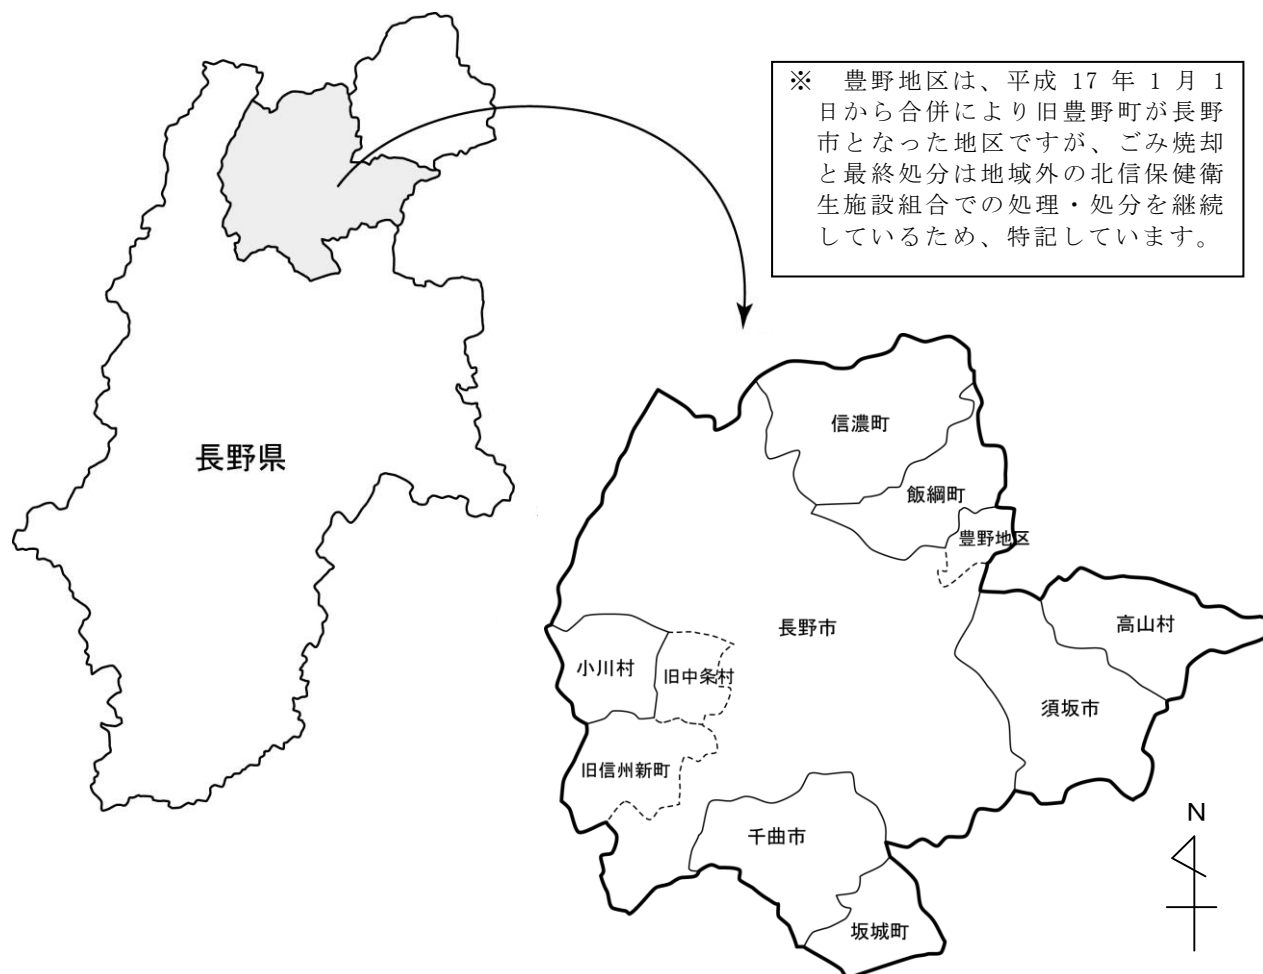 ※ 豊野地区は、平成 17 年 1 月 1
日から合併により旧豊野町が長野
市となった地区ですが、ごみ焼却
と最終処分は地域外の北信保健衛
生施設組合での処理・処分を継続
しているため、特記しています。
長野県
信濃町
飯綱町
豊野地区
高山村
長野市
小川村
旧中条村
須坂市
旧信州新町
千曲市
坂城町
N